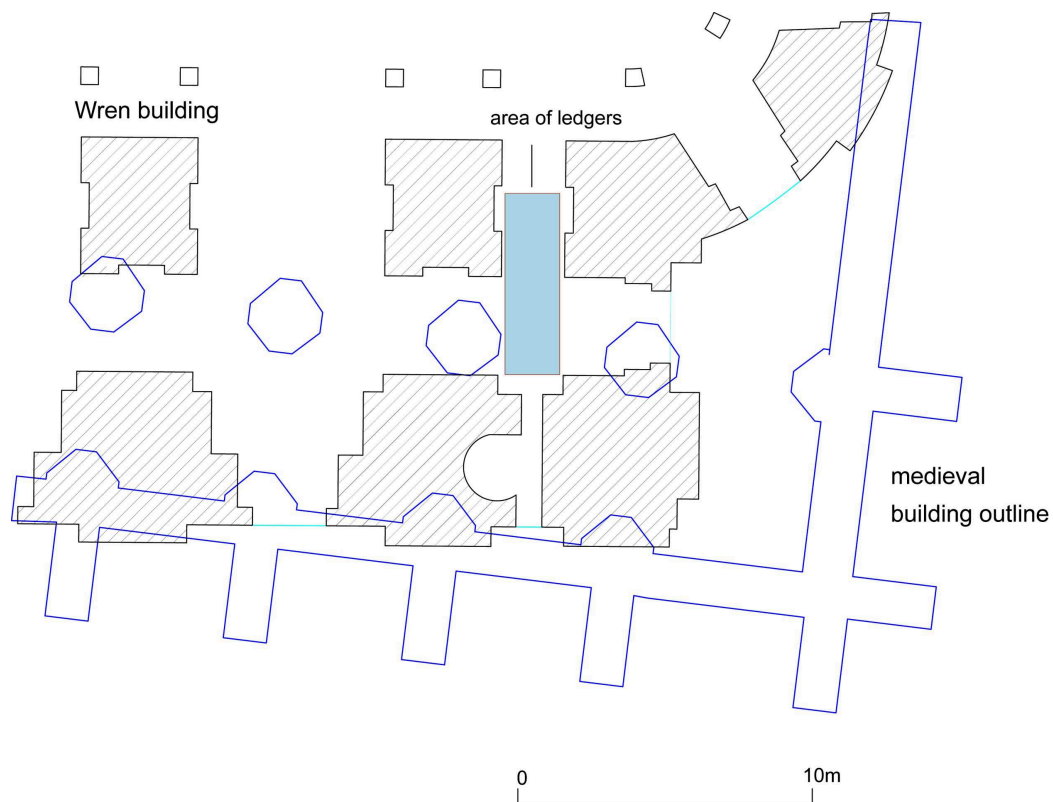 Wren building
area of ledgers
medieval
building outline
0
10m